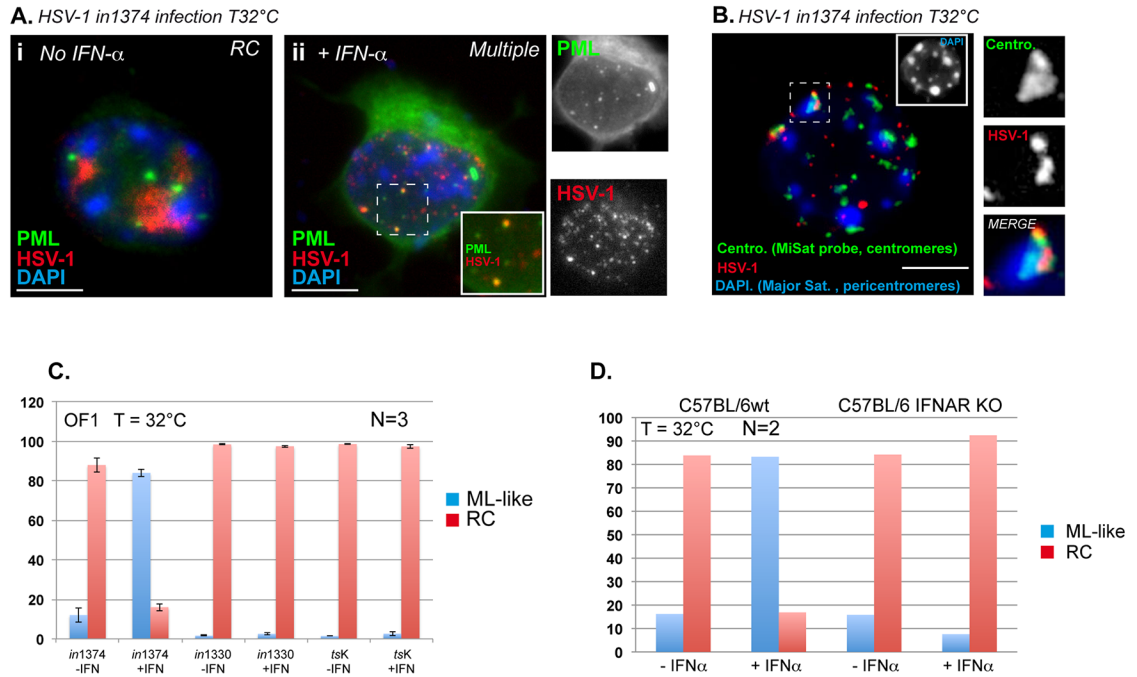 A. HSV-1 in1374 infection T32°C
i No IFN-α RC
PML
HSV-1
DAPI
ii + IFN-α Multiple
PML
HSV-1
DAPI
PML
HSV-1
PML
HSV-1
B. HSV-1 in1374 infection T32°C
DAPI
Centro. (MiSat probe, centromeres)
HSV-1
DAPI. (Major Sat. , pericentromeres)
Centro.
HSV-1
MERGE
C.
120
100
80
60
40
20
0
OF1 T = 32°C N=3
in1374 in1374 in1330 in1330 tsK tsK
-IFN +IFN -IFN +IFN -IFN +IFN
ML-like
RC
D.
C57BL/6wt C57BL/6 IFNAR KO
100
90
80
70
60
50
40
30
20
10
0
T = 32°C N=2
- IFNα + IFNα - IFNα + IFNα
ML-like
RC